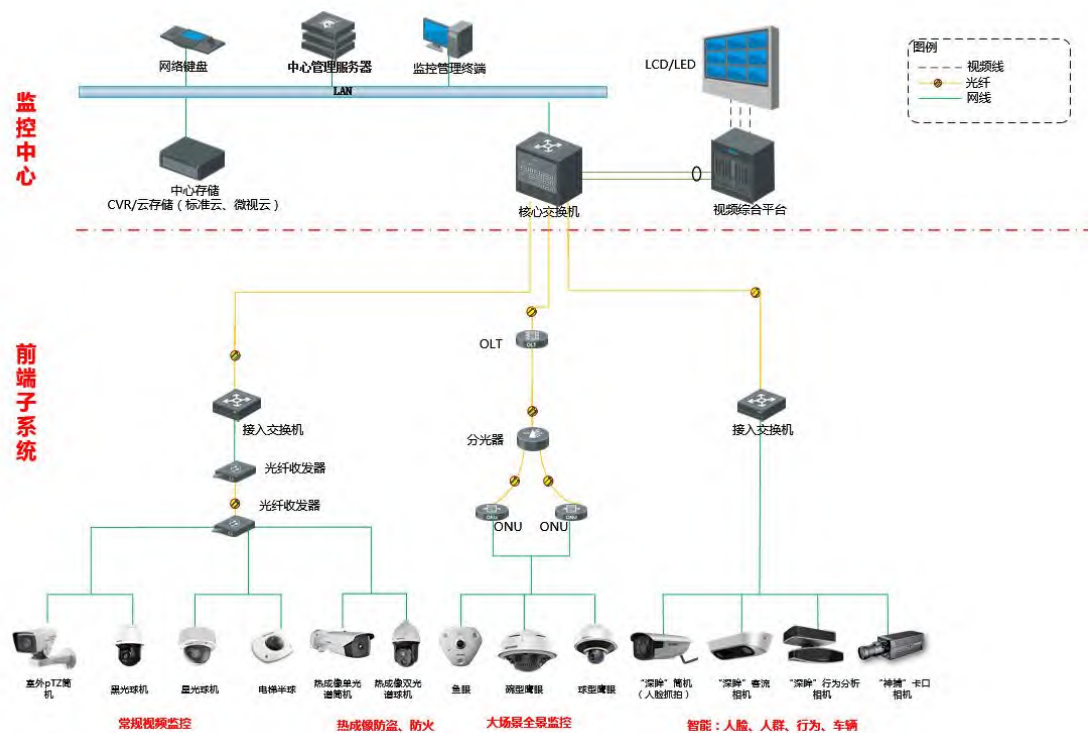 网络键盘
中心管理服务器
监控管理终端
LAN
LCD/LED
图例
视频线
光纤
网线
监控中心
中心存储
CVR/云存储（标准云、微视云）
核心交换机
视频综合平台
前端子系统
OLT
OLT
接入交换机
分光器
接入交换机
光纤收发器
光纤收发器
ONU
ONU
ONU
ONU
室外pTZ筒
机
黑光球机
星光球机
电梯半球
热成像单光
谱筒机
热成像双光
谱球机
鱼眼
碗型鹰眼
球型鹰眼
“深眸”筒机
（人脸抓拍）
“深眸”客流
相机
“深眸”行为分析
相机
“神捕”卡口
相机
常规视频监控
热成像防盗、防火
大场景全景监控
智能：人脸、人群、行为、车辆